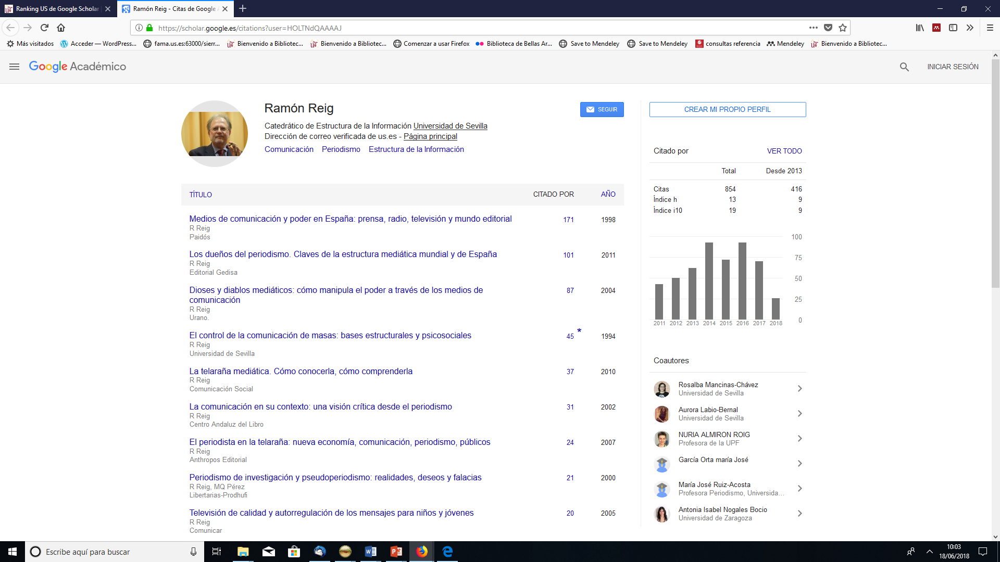 Ranking US de Google Scholar
Ramón Reig - Citas de Google A
https://scholar.google.es/citations?user=HOLTNdQAAAAJ
Más visitados
Acceder — WordPress...
fama.us.es:63000/sierr...
Bienvenido a Bibliotec...
Bienvenido a Bibliotec...
Comenzar a usar Firefox
Biblioteca de Bellas Ar...
Save to Mendeley
Save to Mendeley
consultas referencia
Mendeley
Bienvenido a Bibliotec...
Google Académico
INICIAR SESIÓN
Ramón Reig
SEGUIR
Catedrático de Estructura de la Información Universidad de Sevilla
Dirección de correo verificada de us.es - Página principal
Comunicación Periodismo Estructura de la Información
TÍTULO CITADO POR AÑO
Medios de comunicación y poder en España: prensa, radio, televisión y mundo editorial 171 1998
R Reig
Paidós
Los dueños del periodismo. Claves de la estructura mediática mundial y de España 101 2011
R Reig
Editorial Gedisa
Dioses y diablos mediáticos: cómo manipula el poder a través de los medios de 87 2004
comunicación
R Reig
Urano.
El control de la comunicación de masas: bases estructurales y psicosociales 45 * 1994
R Reig
Universidad de Sevilla
La telaraña mediática. Cómo conocerla, cómo comprenderla 37 2010
R Reig
Comunicación Social
La comunicación en su contexto: una visión crítica desde el periodismo 31 2002
R Reig
Centro Andaluz del Libro
El periodista en la telaraña: nueva economía, comunicación, periodismo, públicos 24 2007
R Reig
Anthropos Editorial
Periodismo de investigación y pseudoperiodismo: realidades, deseos y falacias 21 2000
R Reig, MQ Pérez
Libertarias-Prodhufi
Televisión de calidad y autorregulación de los mensajes para niños y jóvenes 20 2005
R Reig
Comunicar
CREAR MI PROPIO PERFIL
Citado por VER TODO
Total Desde 2013
Citas 854 416
Índice h 13 9
Índice i10 19 9
100
75
50
25
0
2011 2012 2013 2014 2015 2016 2017 2018
Coautores
Rosalba Mancinas-Chávez
Universidad de Sevilla
Aurora Labio-Bernal
Universidad de Sevilla
NURIA ALMIRON ROIG
Profesora de la UPF
García Orta maría José
María José Ruiz-Acosta
Profesora Periodismo, Universida...
Antonia Isabel Nogales Bocio
Universidad de Zaragoza
Escribe aquí para buscar
10:03
18/06/2018